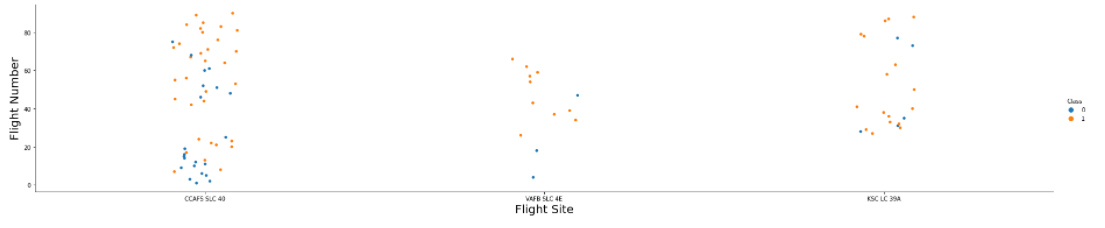 Flight Number
80
60
40
20
0
CCAFS SLC 40
VAFB SLC 4E
KSC LC 39A
Flight Site
Class
0
1